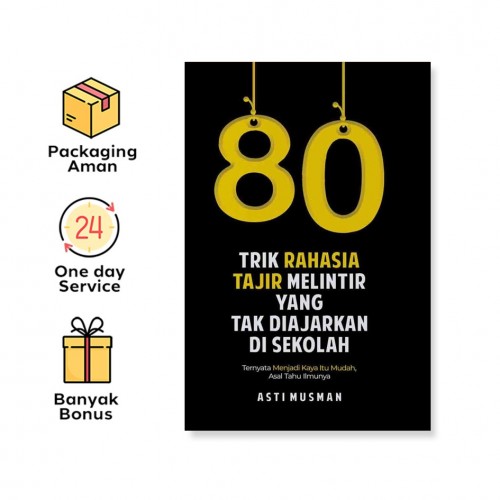 Packaging
Aman
24
One day
Service
Banyak
Bonus
80
TRIK RAHASIA
TAJIR MELINTIR
YANG
TAK DIAJARKAN
DI SEKOLAH
Ternyata Menjadi Kaya Itu Mudah,
Asal Tahu Ilmunya
ASTI MUSMAN